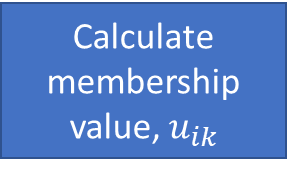 Calculate
membership
value, 𝑢𝑖𝑘